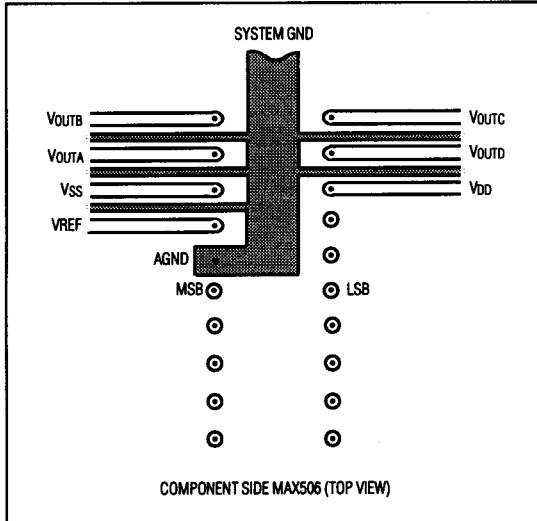 SYSTEM GND
VOUTB
VOUTC
VOUTA
VOUTD
VSS
VDD
VREF
AGND
MSB
LSB
COMPONENT SIDE MAX506 (TOP VIEW)